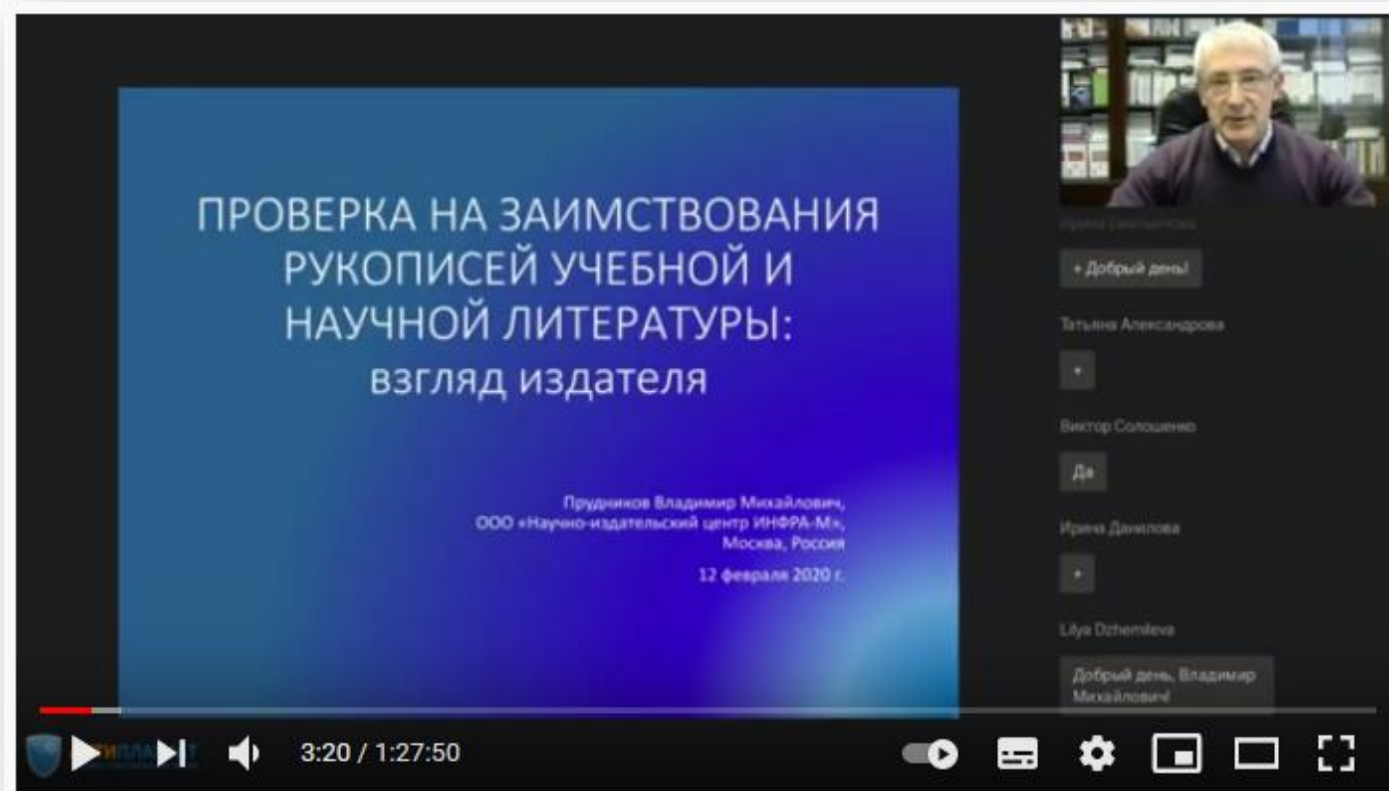 ПРОВЕРКА НА ЗАИМСТВОВАНИЯ
РУКОПИСЕЙ УЧЕБНОЙ И
НАУЧНОЙ ЛИТЕРАТУРЫ:
взгляд издателя
Прудников Владимир Михайлович,
ООО «Научно-издательский центр ИНФРА-М»,
Москва, Россия
12 февраля 2020 г.
+ Добрый день!
Татьяна Александрова
+
Виктор Солошенко
Да
Ирина Данилова
+
Lilya Dzhemileva
Добрый день, Владимир
Михайлович!
3:20 / 1:27:50